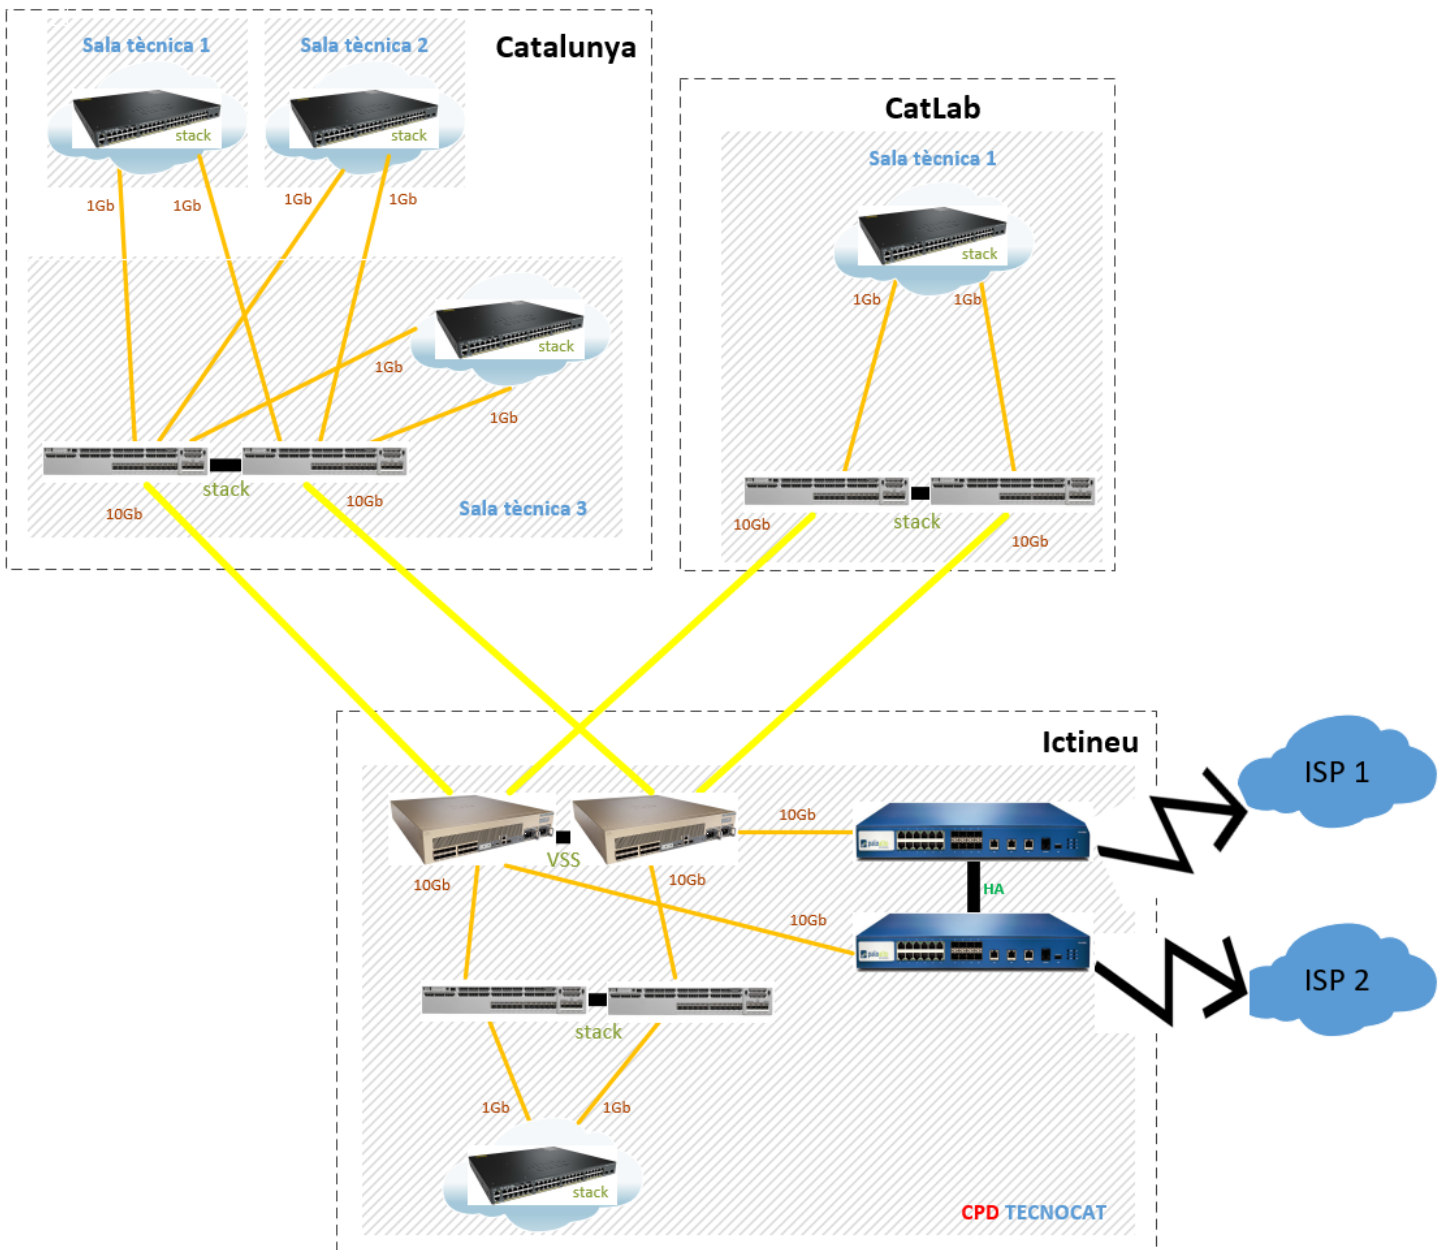 Catalunya
Sala tècnica 1
Sala tècnica 2
stack
stack
1Gb
1Gb
1Gb
1Gb
stack
1Gb
1Gb
stack
10Gb
10Gb
Sala tècnica 3
CatLab
Sala tècnica 1
stack
1Gb
1Gb
10Gb
stack
10Gb
Ictineu
ISP 1
10Gb
VSS
10Gb
10Gb
HA
10Gb
ISP 2
stack
1Gb
1Gb
stack
CPD TECNOCAT